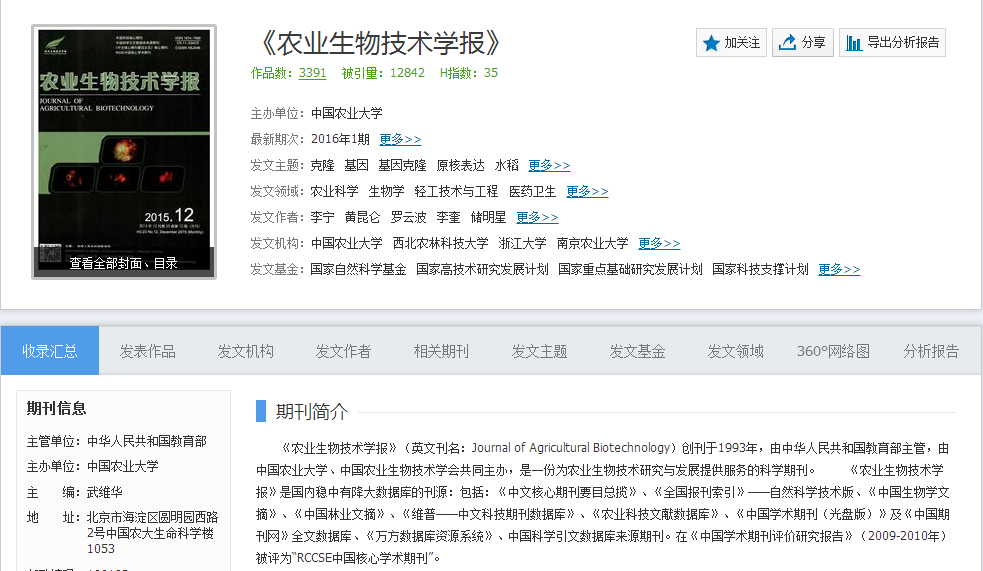 农业生物技术学报
JOURNAL OF
AGRICULTURAL BIOTECHNOLOGY
2015.12
查看全部封面、目录
《农业生物技术学报》
加关注
分享
导出分析报告
作品数：3391 被引量：12842 H指数：35
主办单位：中国农业大学
最新期次：2016年1期 更多>>
发文主题：克隆 基因 基因克隆 原核表达 水稻 更多>>
发文领域：农业科学 生物学 轻工技术与工程 医药卫生 更多>>
发文作者：李宁 黄昆仑 罗云波 李奎 储明星 更多>>
发文机构：中国农业大学 西北农林科技大学 浙江大学 南京农业大学 更多>>
发文基金：国家自然科学基金 国家高技术研究发展计划 国家重点基础研究发展计划 国家科技支撑计划 更多>>
收录汇总 发表作品 发文机构 发文作者 相关期刊 发文主题 发文基金 发文领域 360°网络图 分析报告
期刊信息
主管单位：中华人民共和国教育部
主办单位：中国农业大学
主 编：武维华
地 址：北京市海淀区圆明园西路
2号中国农大生命科学楼
1053
期刊简介
《农业生物技术学报》（英文刊名：Journal of Agricultural Biotechnology）创刊于1993年，由中华人民共和国教育部主管，由
中国农业大学、中国农业生物技术学会共同主办，是一份为农业生物技术研究与发展提供服务的科学期刊。 《农业生物技术学
报》是国内稳中有降大数据库的刊源：包括：《中文核心期刊要目总揽》、《全国报刊索引》——自然科学技术版、《中国生物学文
摘》、《中国林业文摘》、《维普——中文科技期刊数据库》、《农业科技文献数据库》、《中国学术期刊（光盘版）》及《中国期
刊网》全文数据库、《万方数据库资源系统》、中国科学引文数据库来源期刊。在《中国学术期刊评价研究报告》（2009-2010年）
被评为"RCCSE中国核心学术期刊"。